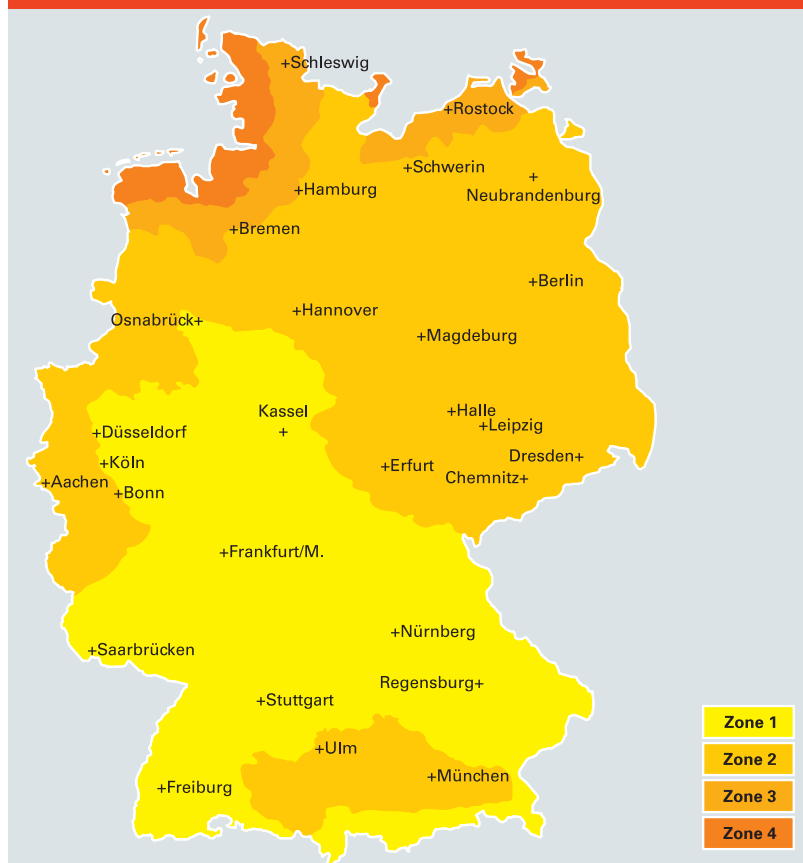 +Schleswig
+Rostock
+Schwerin
+
Neubrandenburg
+Hamburg
+Bremen
+Berlin
+Hannover
Osnabrück+
+Magdeburg
Kassel
+
+Halle
+Leipzig
+Düsseldorf
Dresden+
+Köln
+Erfurt
Chemnitz+
+Aachen
+Bonn
+Frankfurt/M.
+Nürnberg
+Saarbrücken
Regensburg+
+Stuttgart
+Ulm
+München
+Freiburg
Zone 1
Zone 2
Zone 3
Zone 4